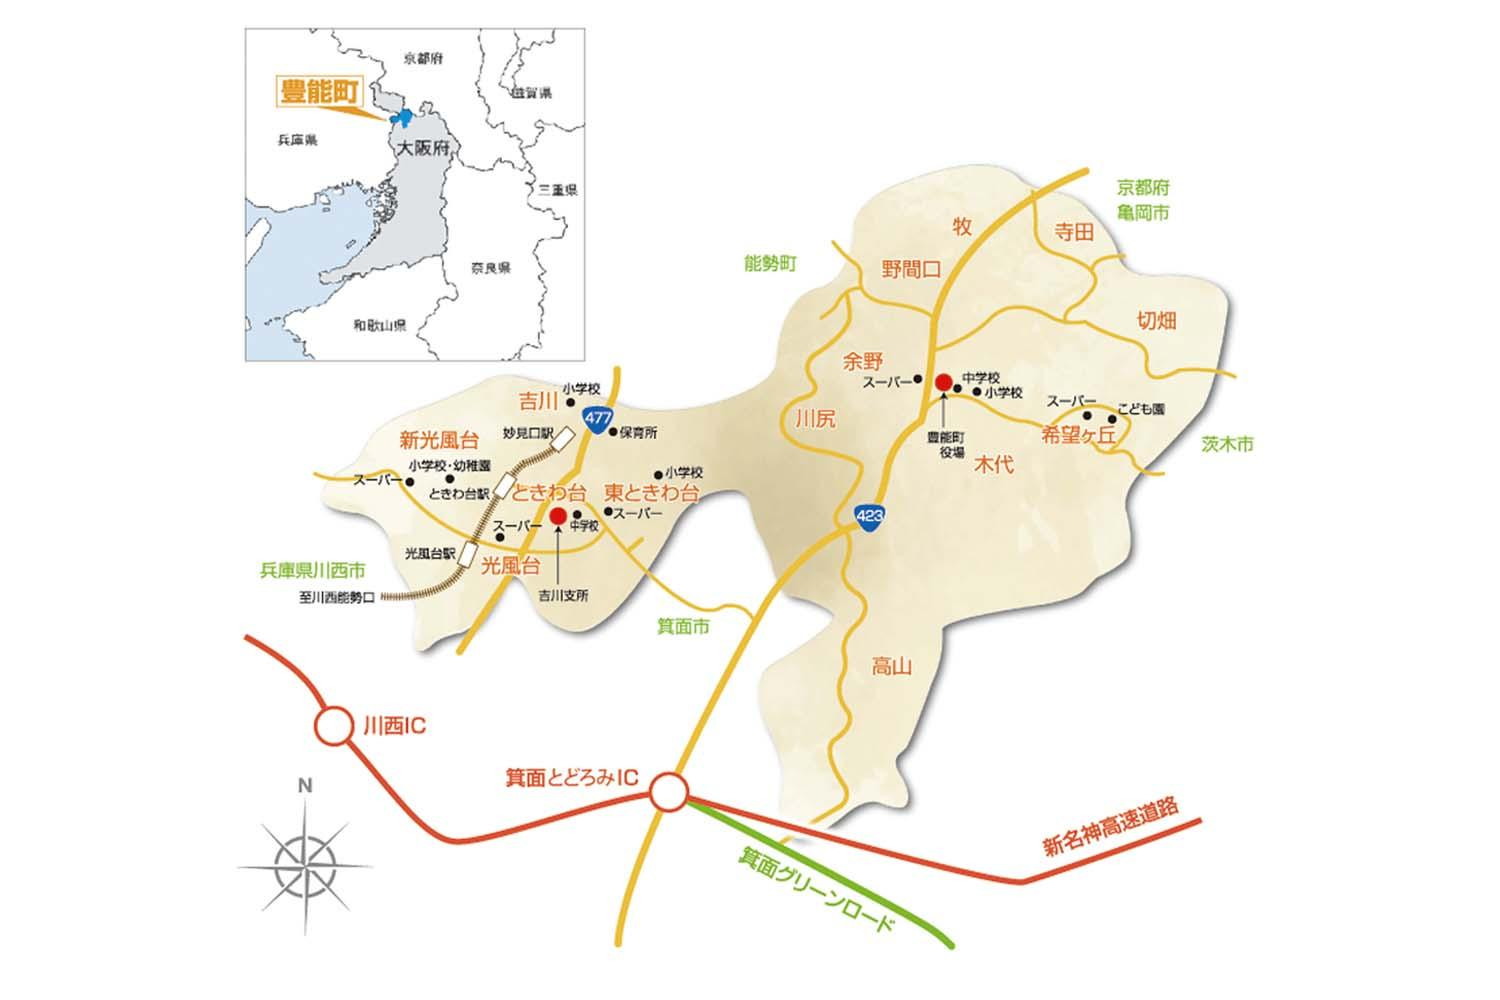 京都府
滋賀県
豊能町
兵庫県
大阪府
三重県
奈良県
和歌山県
京都府
亀岡市
牧
寺田
能勢町
野間口
切畑
余野
スーパー
中学校
小学校
スーパー
こども園
川尻
豊能町
役場
希望ヶ丘
茨木市
木代
吉川
小学校
477
妙見口駅
保育所
新光風台
小学校・幼稚園
スーパー
ときわ台駅
ときわ台
東ときわ台
小学校
スーパー
スーパー
中学校
423
光風台駅
光風台
兵庫県川西市
至川西能勢口
吉川支所
箕面市
高山
川西IC
箕面とどろみIC
N
新名神高速道路
箕面グリーンロード